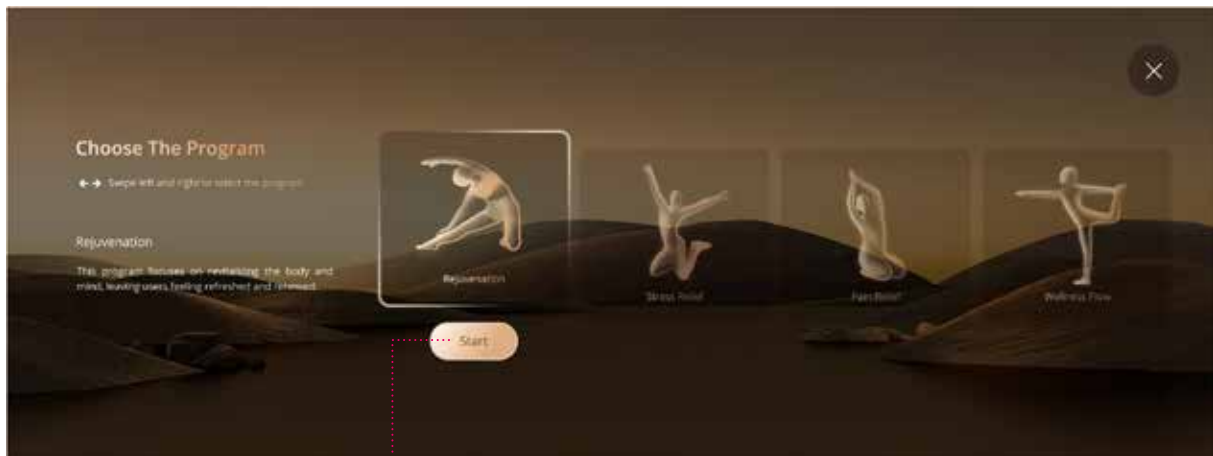 Choose The Program
Swipe left and right to select the program
Rejuvenation
This program focuses on revitalising the body and
mind, leaving users feeling refreshed and renewed.
Rejuvenation
Stress Relief
Pain Relief
Wellness Flow
Start